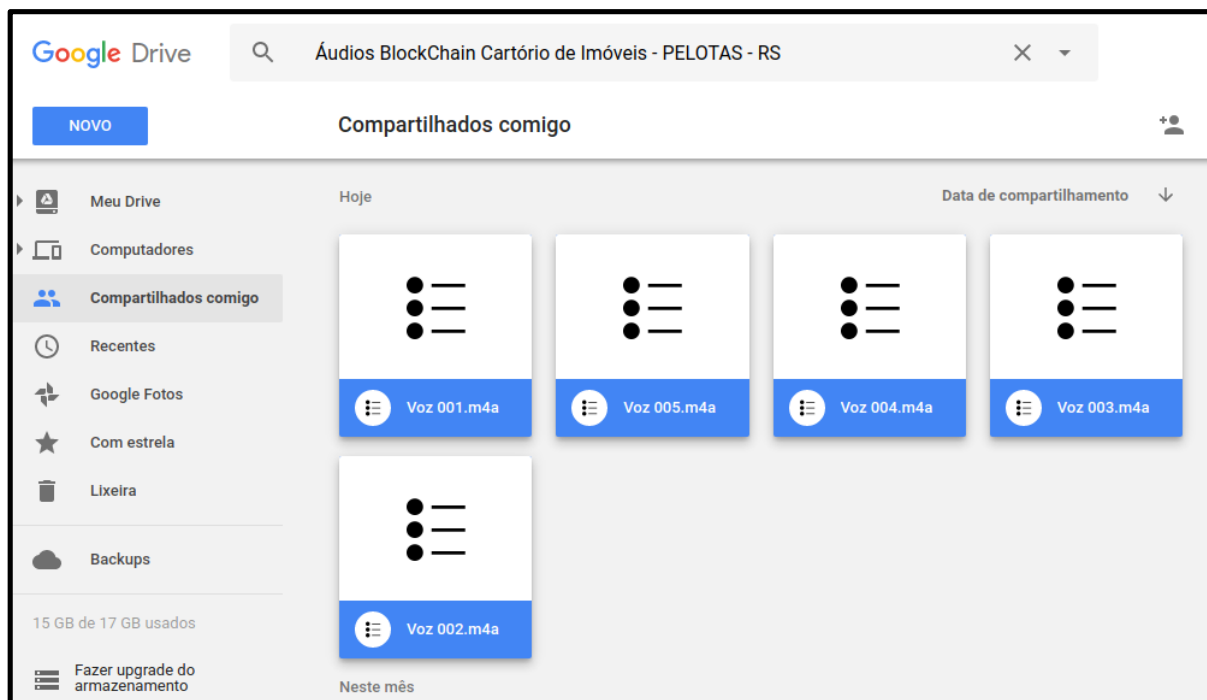 Google Drive
Áudios BlockChain Cartório de Imóveis - PELOTAS - RS
NOVO
Compartilhados comigo
Meu Drive
Computadores
Compartilhados comigo
Recentes
Google Fotos
Com estrela
Lixeira
Backups
15 GB de 17 GB usados
Fazer upgrade do
armazenamento
Hoje
Data de compartilhamento
Voz 001.m4a
Voz 005.m4a
Voz 004.m4a
Voz 003.m4a
Voz 002.m4a
Neste mês